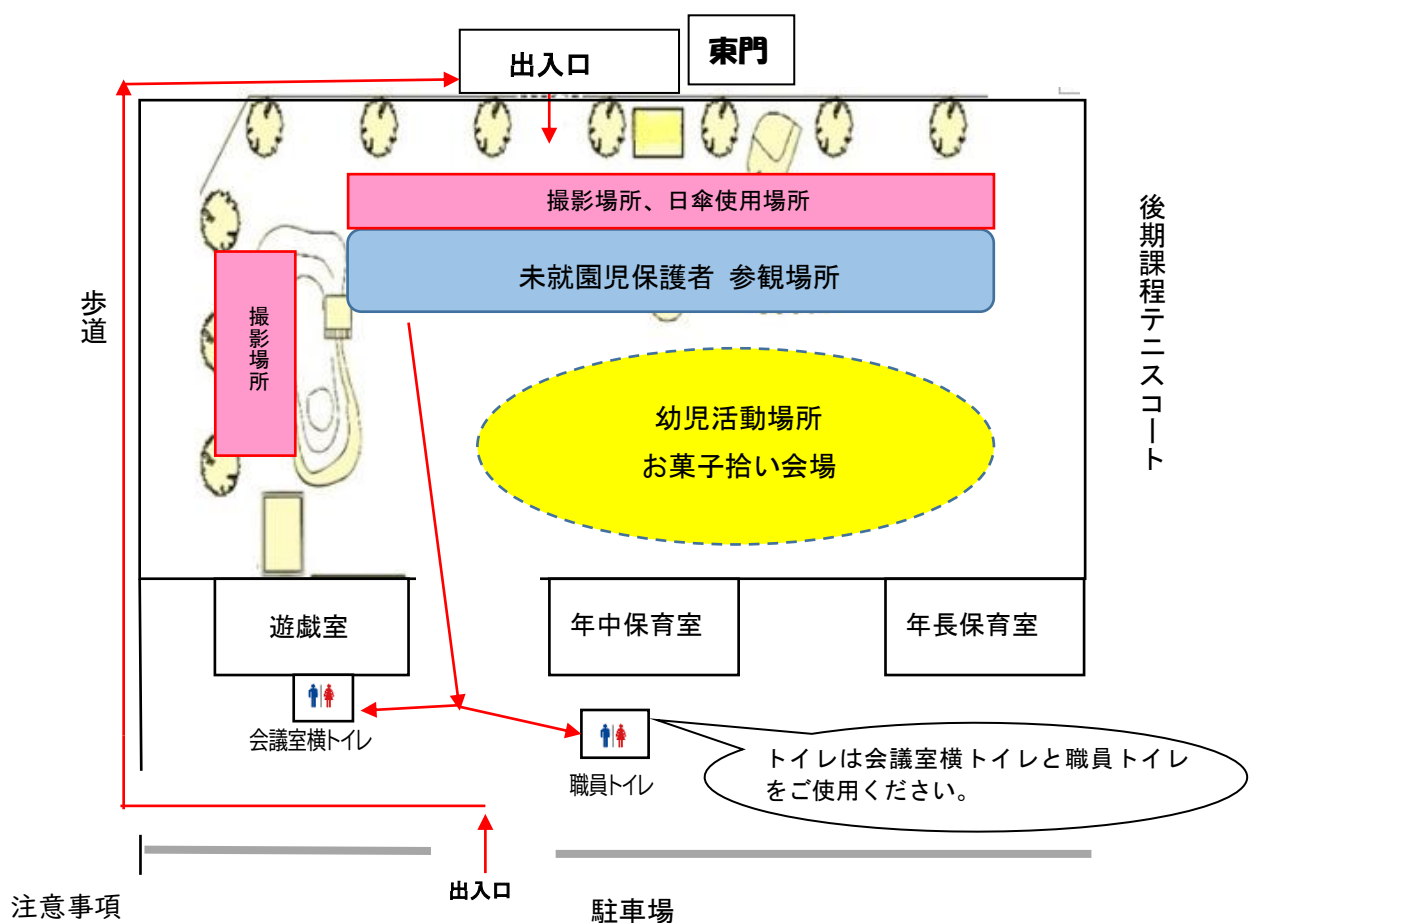 東門
出入口
撮影場所、日傘使用場所
未就園児保護者 参観場所
後期課程テニスコート
歩道
撮影場所
幼児活動場所
お菓子拾い会場
遊戯室
年中保育室
年長保育室
会議室横トイレ
職員トイレ
トイレは会議室横トイレと職員トイレ
をご使用ください。
出入口
注意事項
駐車場